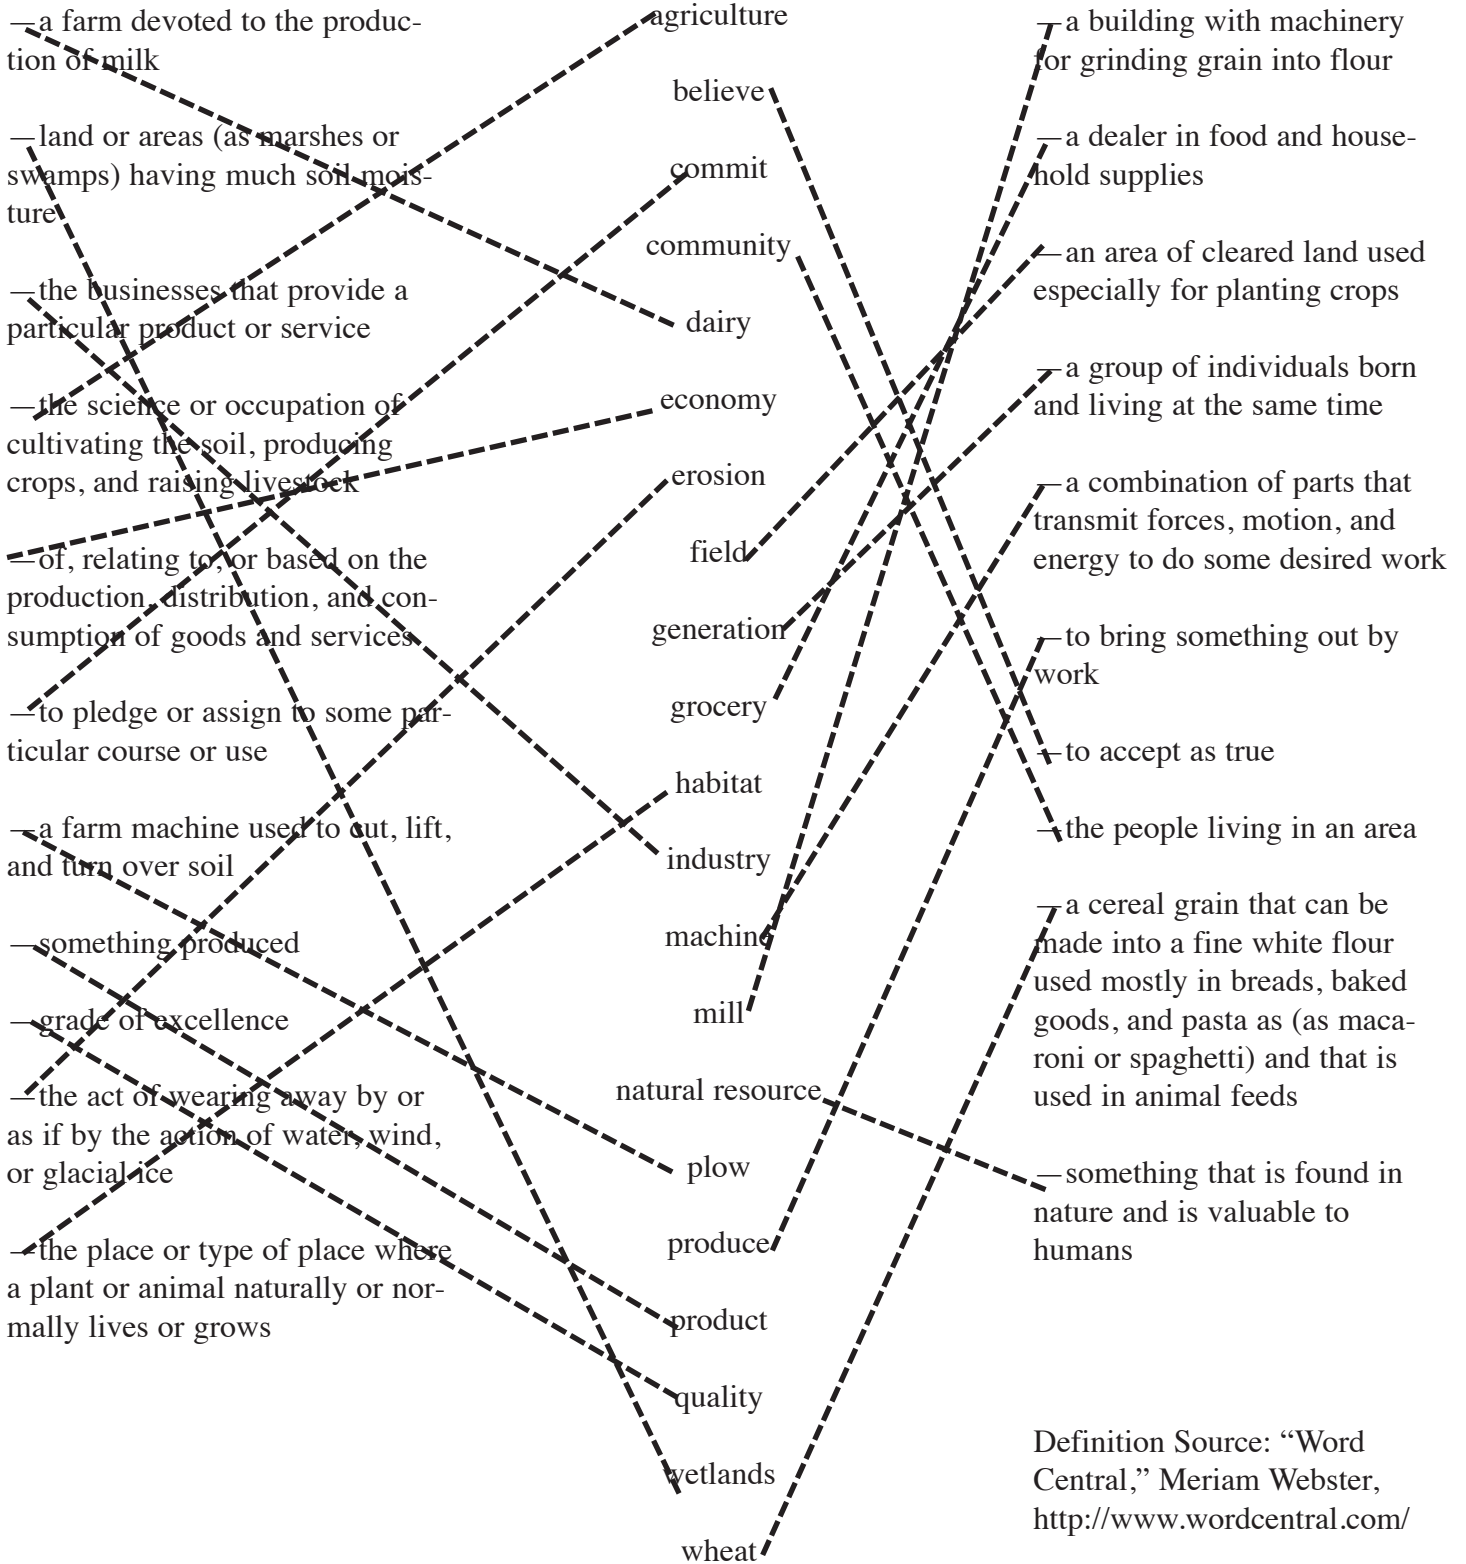 —a farm devoted to the produc-
tion of milk
—land or areas (as marshes or
swamps) having much soil mois-
ture
—the businesses that provide a
particular product or service
—the science or occupation of
cultivating the soil, producing
crops, and raising livestock
—of, relating to, or based on the
production, distribution, and con-
sumption of goods and services
—to pledge or assign to some par-
ticular course or use
—a farm machine used to cut, lift,
and turn over soil
—something produced
—grade of excellence
—the act of wearing away by or
as if by the action of water, wind,
or glacial ice
—the place or type of place where
a plant or animal naturally or nor-
mally lives or grows
agriculture
believe
commit
community
dairy
economy
erosion
field
generation
grocery
habitat
industry
machine
mill
natural resource
plow
produce
product
quality
wetlands
wheat
—a building with machinery
for grinding grain into flour
—a dealer in food and house-
hold supplies
—an area of cleared land used
especially for planting crops
—a group of individuals born
and living at the same time
—a combination of parts that
transmit forces, motion, and
energy to do some desired work
—to bring something out by
work
—to accept as true
—the people living in an area
—a cereal grain that can be
made into a fine white flour
used mostly in breads, baked
goods, and pasta as (as maca-
roni or spaghetti) and that is
used in animal feeds
—something that is found in
nature and is valuable to
humans
Definition Source: “Word
Central,” Meriam Webster,
http://www.wordcentral.com/